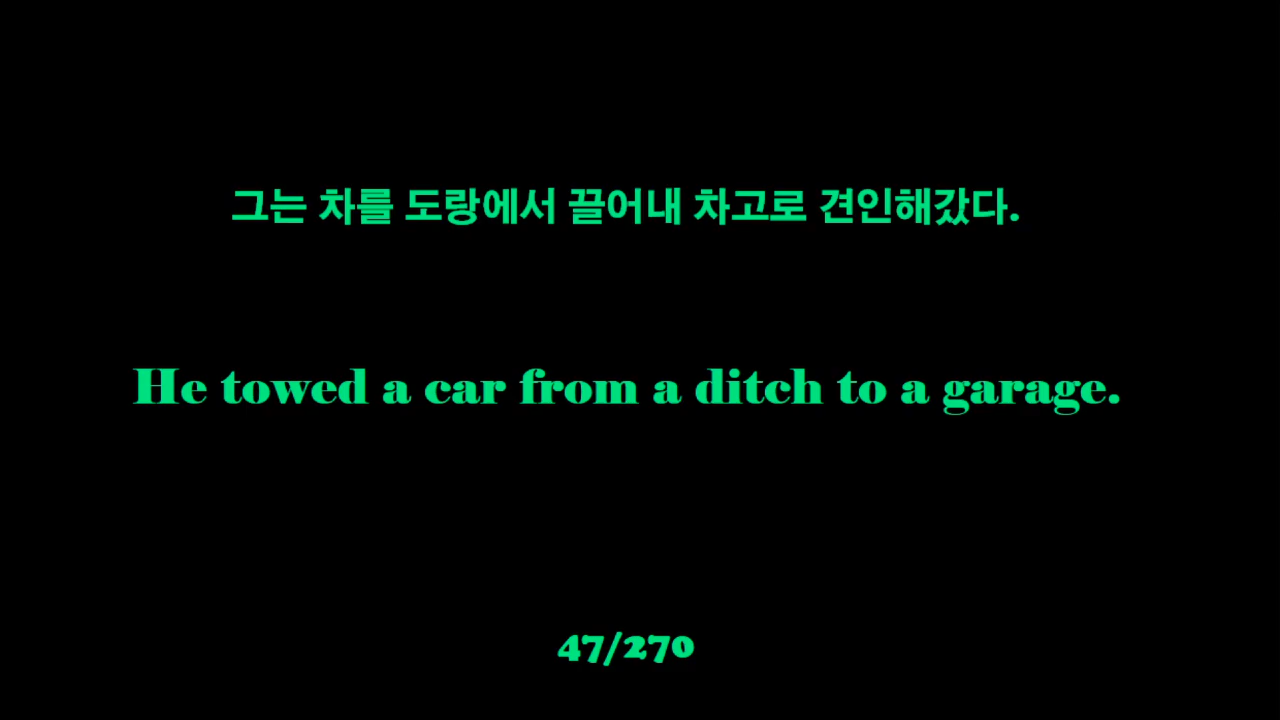 그는 차를 도랑에서 끌어내 차고로 견인해갔다.
He towed a car from a ditch to a garage.
47/270